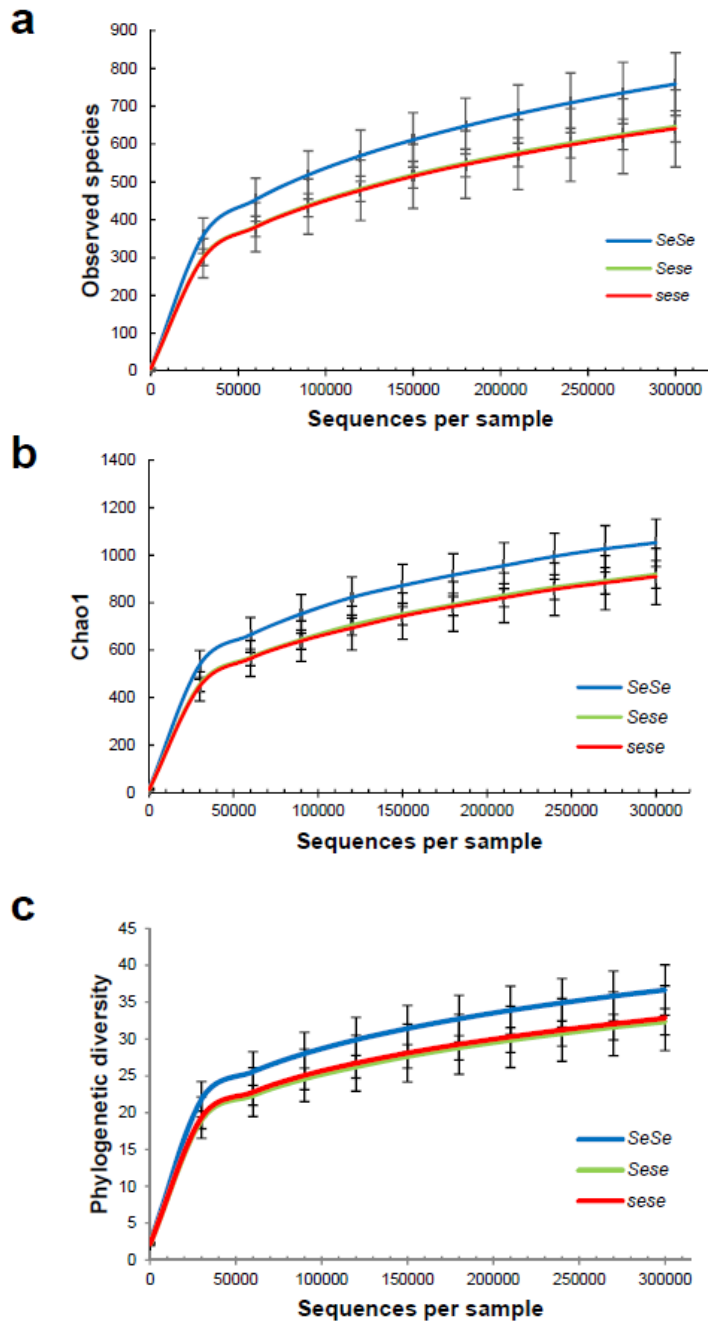 a
900
800
700
600
500
400
300
200
100
0
Observed species
SeSe
Sese
sese
0 50000 100000 150000 200000 250000 300000
Sequences per sample
b
1400
1200
1000
800
600
400
200
0
Chao1
SeSe
Sese
sese
0 50000 100000 150000 200000 250000 300000
Sequences per sample
c
45
40
35
30
25
20
15
10
5
0
Phylogenetic diversity
SeSe
Sese
sese
0 50000 100000 150000 200000 250000 300000
Sequences per sample